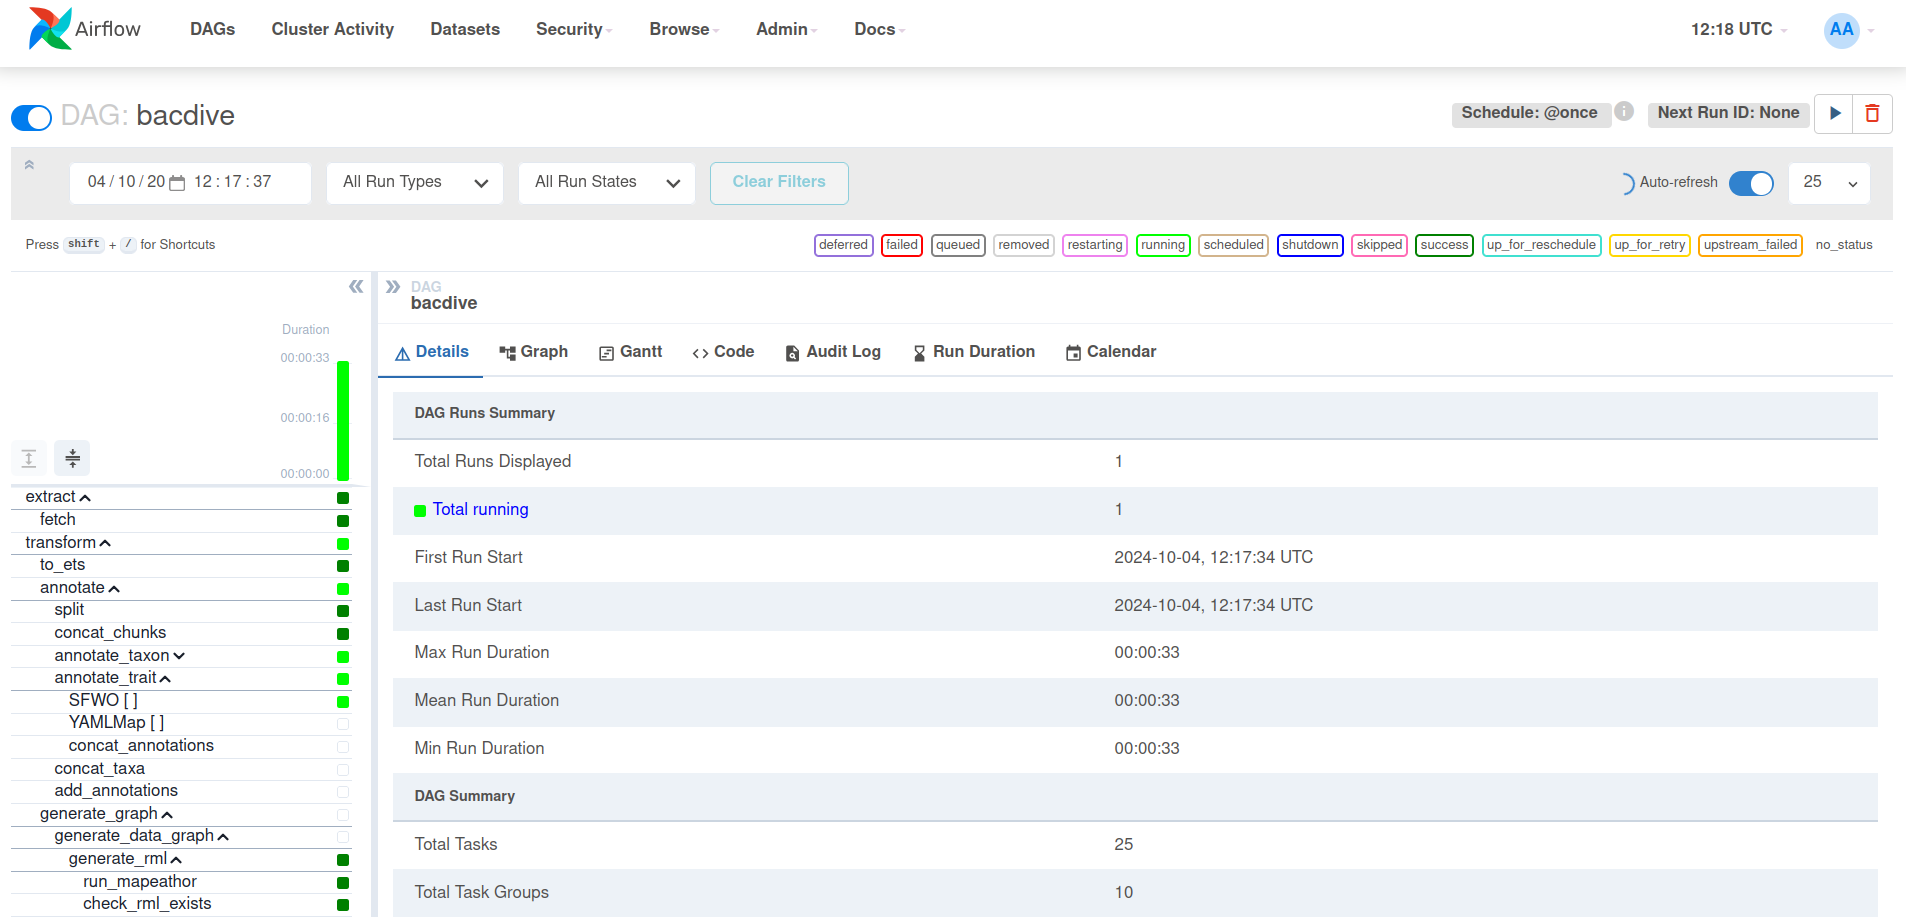 Airflow DAGs Cluster Activity Datasets Security Browse Admin Docs 12:18 UTC AA
DAG: bacdive Schedule: @once i Next Run ID: None
04/10/20 12:17:37 All Run Types All Run States Clear Filters Auto-refresh 25
Press shift + / for Shortcuts deferred failed queued removed restarting running scheduled shutdown skipped success up_for_reschedule up_for_retry upstream_failed no_status
DAG
bacdive
Duration
00:00:33
00:00:16
00:00:00
extract
fetch
transform
to_ets
annotate
split
concat_chunks
annotate_taxon
annotate_trait
SFWO [ ]
YAMLMap [ ]
concat_annotations
concat_taxa
add_annotations
generate_graph
generate_data_graph
generate_rml
run_mapeathor
check_rml_exists
Details Graph Gantt Code Audit Log Run Duration Calendar
DAG Runs Summary
Total Runs Displayed 1
Total running 1
First Run Start 2024-10-04, 12:17:34 UTC
Last Run Start 2024-10-04, 12:17:34 UTC
Max Run Duration 00:00:33
Mean Run Duration 00:00:33
Min Run Duration 00:00:33
DAG Summary
Total Tasks 25
Total Task Groups 10